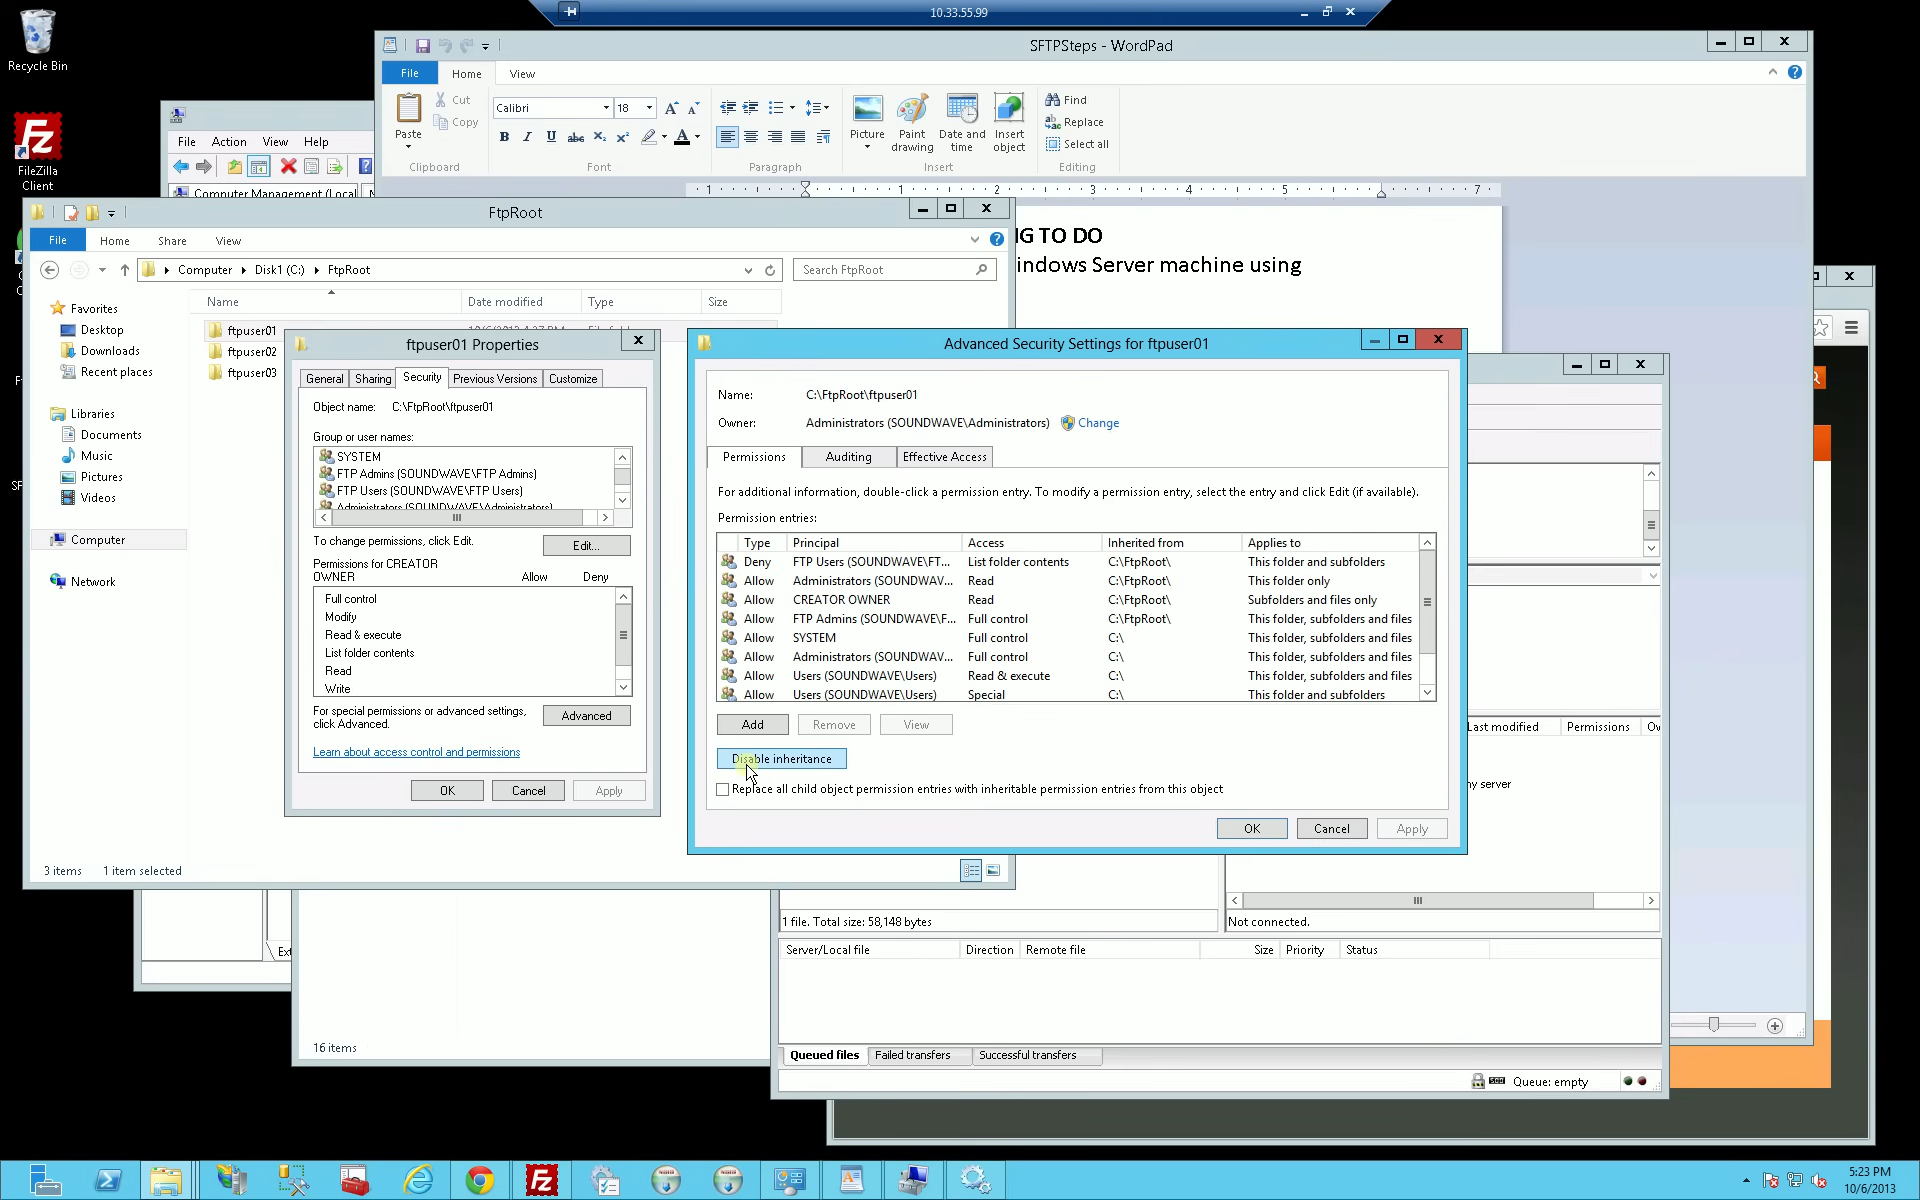 10.33.55.99
Recycle Bin
FileZilla
Client
SFTPSteps - WordPad
File
Home
View
Cut
Copy
Paste
Calibri
18
Picture
Paint
drawing
Date and
time
Insert
object
Find
Replace
Select all
Clipboard
Font
Paragraph
Insert
Editing
1
1
2
3
4
5
7
IG TO DO
indows Server machine using
File
Action
View
Help
Computer Management (Local
FtpRoot
File
Home
Share
View
Computer
Disk1 (C:)
FtpRoot
Search FtpRoot
Name
Date modified
Type
Size
Favorites
Desktop
Downloads
Recent places
Libraries
Documents
Music
Pictures
Videos
Computer
Network
ftpuser01
ftpuser02
ftpuser03
3 items
1 item selected
16 items
ftpuser01 Properties
General
Sharing
Security
Previous Versions
Customize
Object name: C:\FtpRoot\ftpuser01
Group or user names:
SYSTEM
FTP Admins (SOUNDWAVE\FTP Admins)
FTP Users (SOUNDWAVE\FTP Users)
Administrators (SOUNDWAVE\Administrators)
To change permissions, click Edit.
Edit...
Permissions for CREATOR
OWNER
Allow
Deny
Full control
Modify
Read & execute
List folder contents
Read
Write
For special permissions or advanced settings,
click Advanced.
Advanced
Learn about access control and permissions
OK
Cancel
Apply
Advanced Security Settings for ftpuser01
Name: C:\FtpRoot\ftpuser01
Owner: Administrators (SOUNDWAVE\Administrators) Change
Permissions
Auditing
Effective Access
For additional information, double-click a permission entry. To modify a permission entry, select the entry and click Edit (if available).
Permission entries:
Type Principal Access Inherited from Applies to
Deny FTP Users (SOUNDWAVE\FT... List folder contents C:\FtpRoot\ This folder and subfolders
Allow Administrators (SOUNDWAV... Read C:\FtpRoot\ This folder only
Allow CREATOR OWNER Read C:\FtpRoot\ Subfolders and files only
Allow FTP Admins (SOUNDWAVE\F... Full control C:\FtpRoot\ This folder, subfolders and files
Allow SYSTEM Full control C:\ This folder, subfolders and files
Allow Administrators (SOUNDWAV... Full control C:\ This folder, subfolders and files
Allow Users (SOUNDWAVE\Users) Read & execute C:\ This folder, subfolders and files
Allow Users (SOUNDWAVE\Users) Special C:\ This folder and subfolders
Add
Remove
View
Disable inheritance
Replace all child object permission entries with inheritable permission entries from this object
OK
Cancel
Apply
Last modified
Permissions
Ow
ny server
1 file. Total size: 58,148 bytes
Not connected.
Server/Local file
Direction
Remote file
Size
Priority
Status
Queued files
Failed transfers
Successful transfers
Queue: empty
5:23 PM
10/6/2013